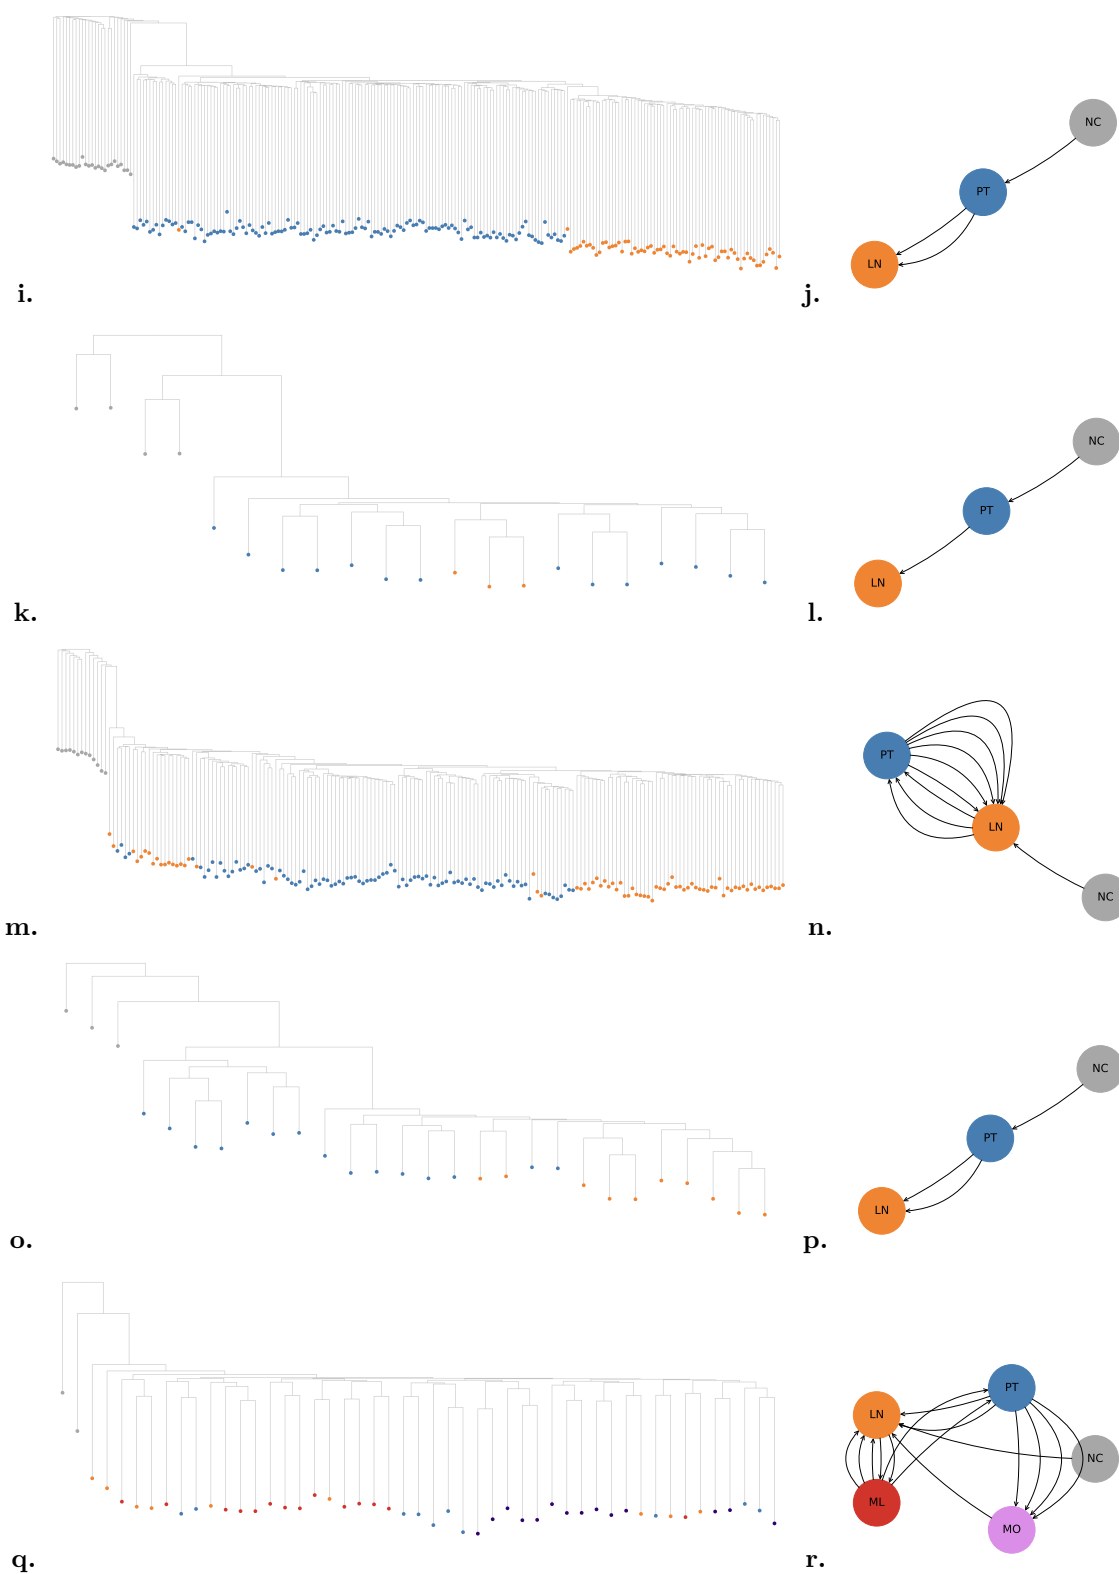 NC
PT
LN
i.
j.
NC
PT
LN
k.
l.
PT
LN
NC
m.
n.
NC
PT
LN
o.
p.
PT
LN
NC
ML
MO
q.
r.